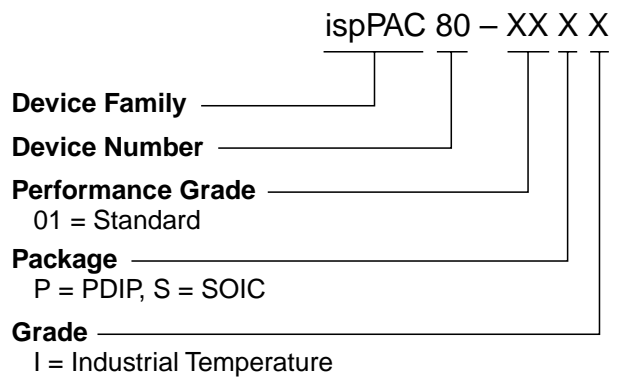 ispPAC 80 – XX X X
Device Family
Device Number
Performance Grade
01 = Standard
Package
P = PDIP, S = SOIC
Grade
I = Industrial Temperature